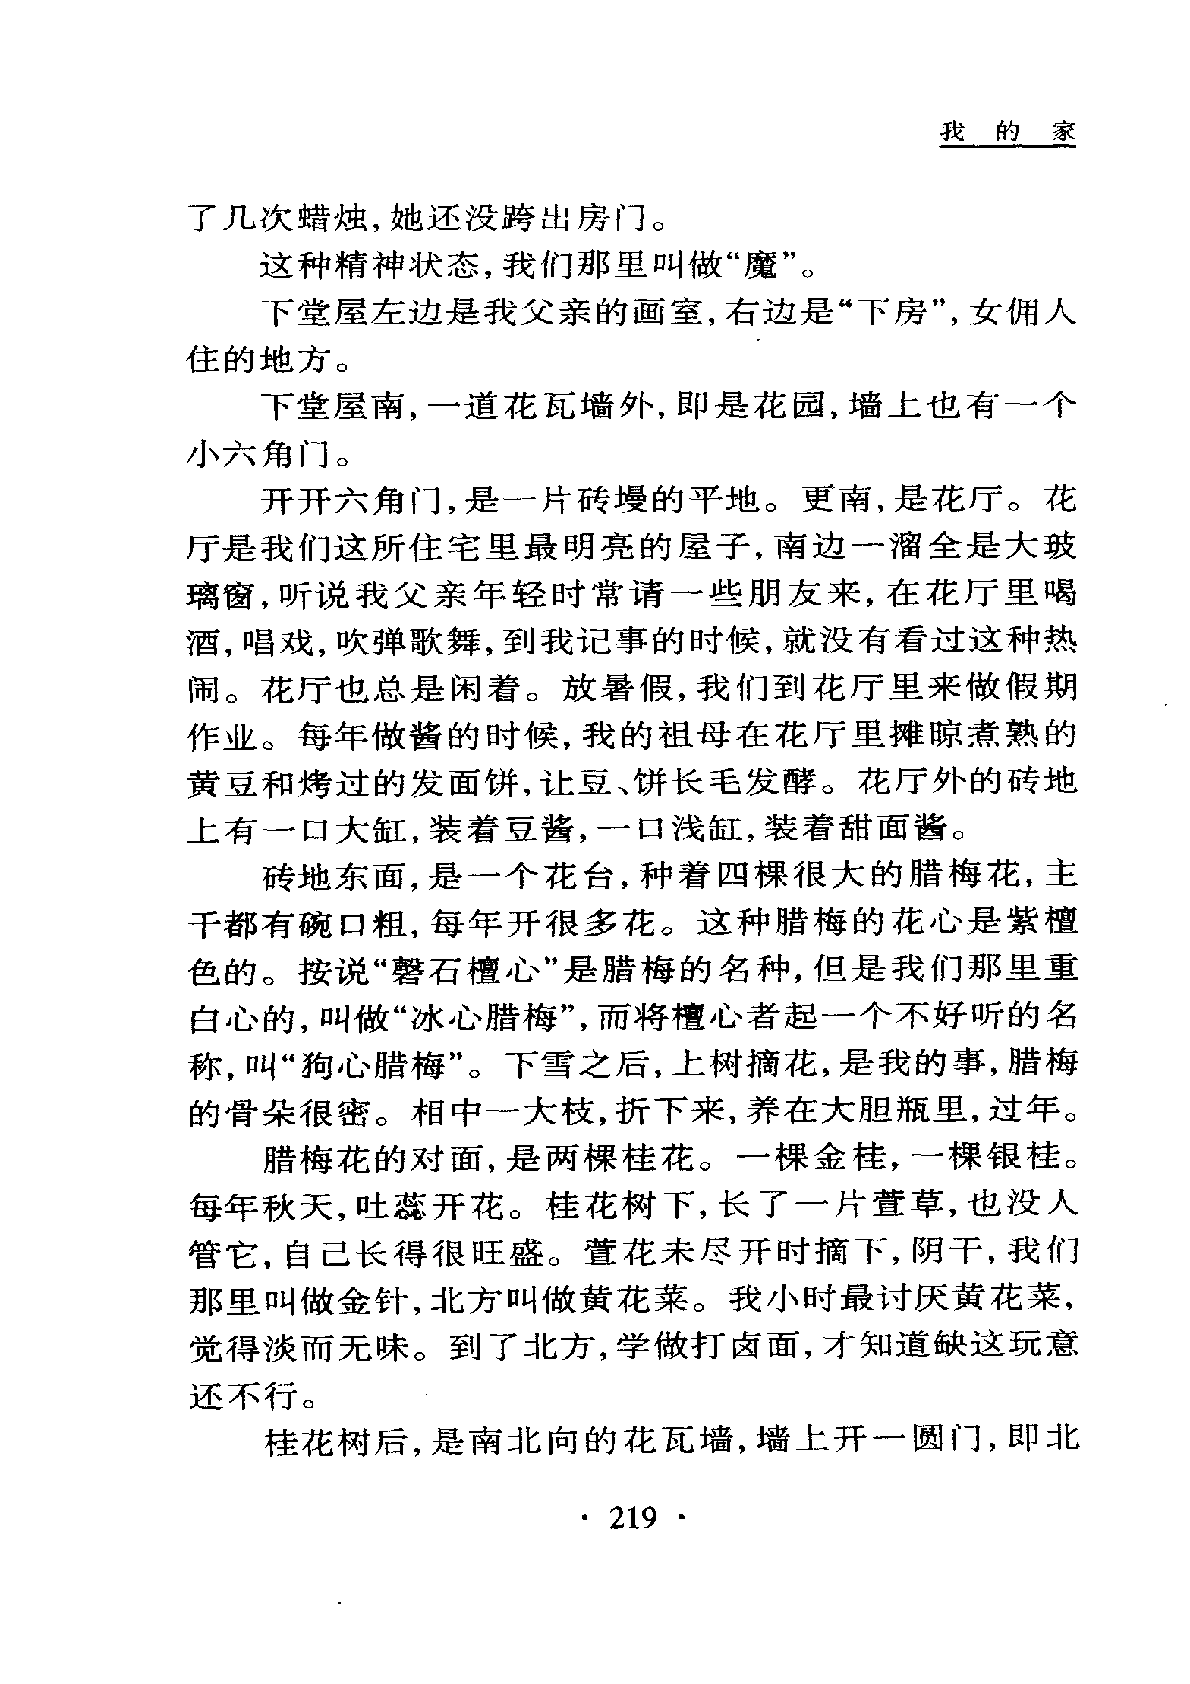 我的家
了几次蜡烛,她还没跨出房门。
这种精神状态,我们那里叫做“魔”。
下堂屋左边是我父亲的画室,右边是“下房”,女佣人
住的地方。
下堂屋南,一道花瓦墙外,即是花园,墙上也有一个
小六角门。
开开六角门,是一片砖墁的平地。更南,是花厅。花
厅是我们这所住宅里最明亮的屋子,南边一溜全是大玻
璃窗,听说我父亲年轻时常请一些朋友来,在花厅里喝
酒,唱戏,吹弹歌舞,到我记事的时候,就没有看过这种热
闹。花厅也总是闲着。放暑假,我们到花厅里来做假期
作业。每年做酱的时候,我的祖母在花厅里摊晾煮熟的
黄豆和烤过的发面饼,让豆、饼长毛发酵。花厅外的砖地
上有一口大缸,装着豆酱,一口浅缸,装着甜面酱。
砖地东面,是一个花台,种着四棵很大的腊梅花,主
干都有碗口粗,每年开很多花。这种腊梅的花心是紫檀
色的。按说“磬石檀心”是腊梅的名种,但是我们那里重
白心的,叫做“冰心腊梅”,而将檀心者起一个不好听的名
称,叫“狗心腊梅”。下雪之后,上树摘花,是我的事,腊梅
的骨朵很密。相中一大枝,折下来,养在大胆瓶里,过年。
腊梅花的对面,是两棵桂花。一棵金桂,一棵银桂。
每年秋天,吐蕊开花。桂花树下,长了一片萱草,也没人
管它,自己长得很旺盛。萱花未尽开时摘下,阴干,我们
那里叫做金针,北方叫做黄花菜。我小时最讨厌黄花菜,
觉得淡而无味。到了北方,学做打卤面,才知道缺这玩意
还不行。
桂花树后,是南北向的花瓦墙,墙上开一圆门,即北
· 219 ·